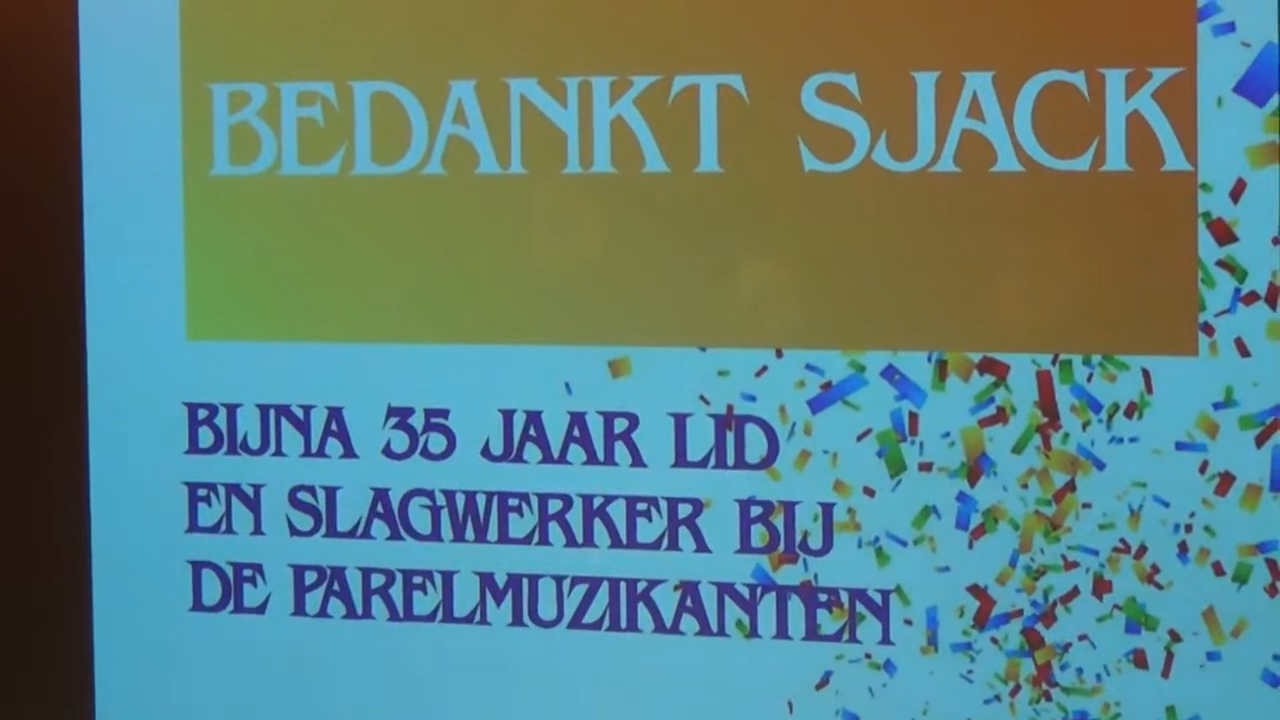 BEDANKT SJACK
BIJNA 35 JAAR LID
EN SLAGWERKER BIJ
DE PARELMUZIKANTEN